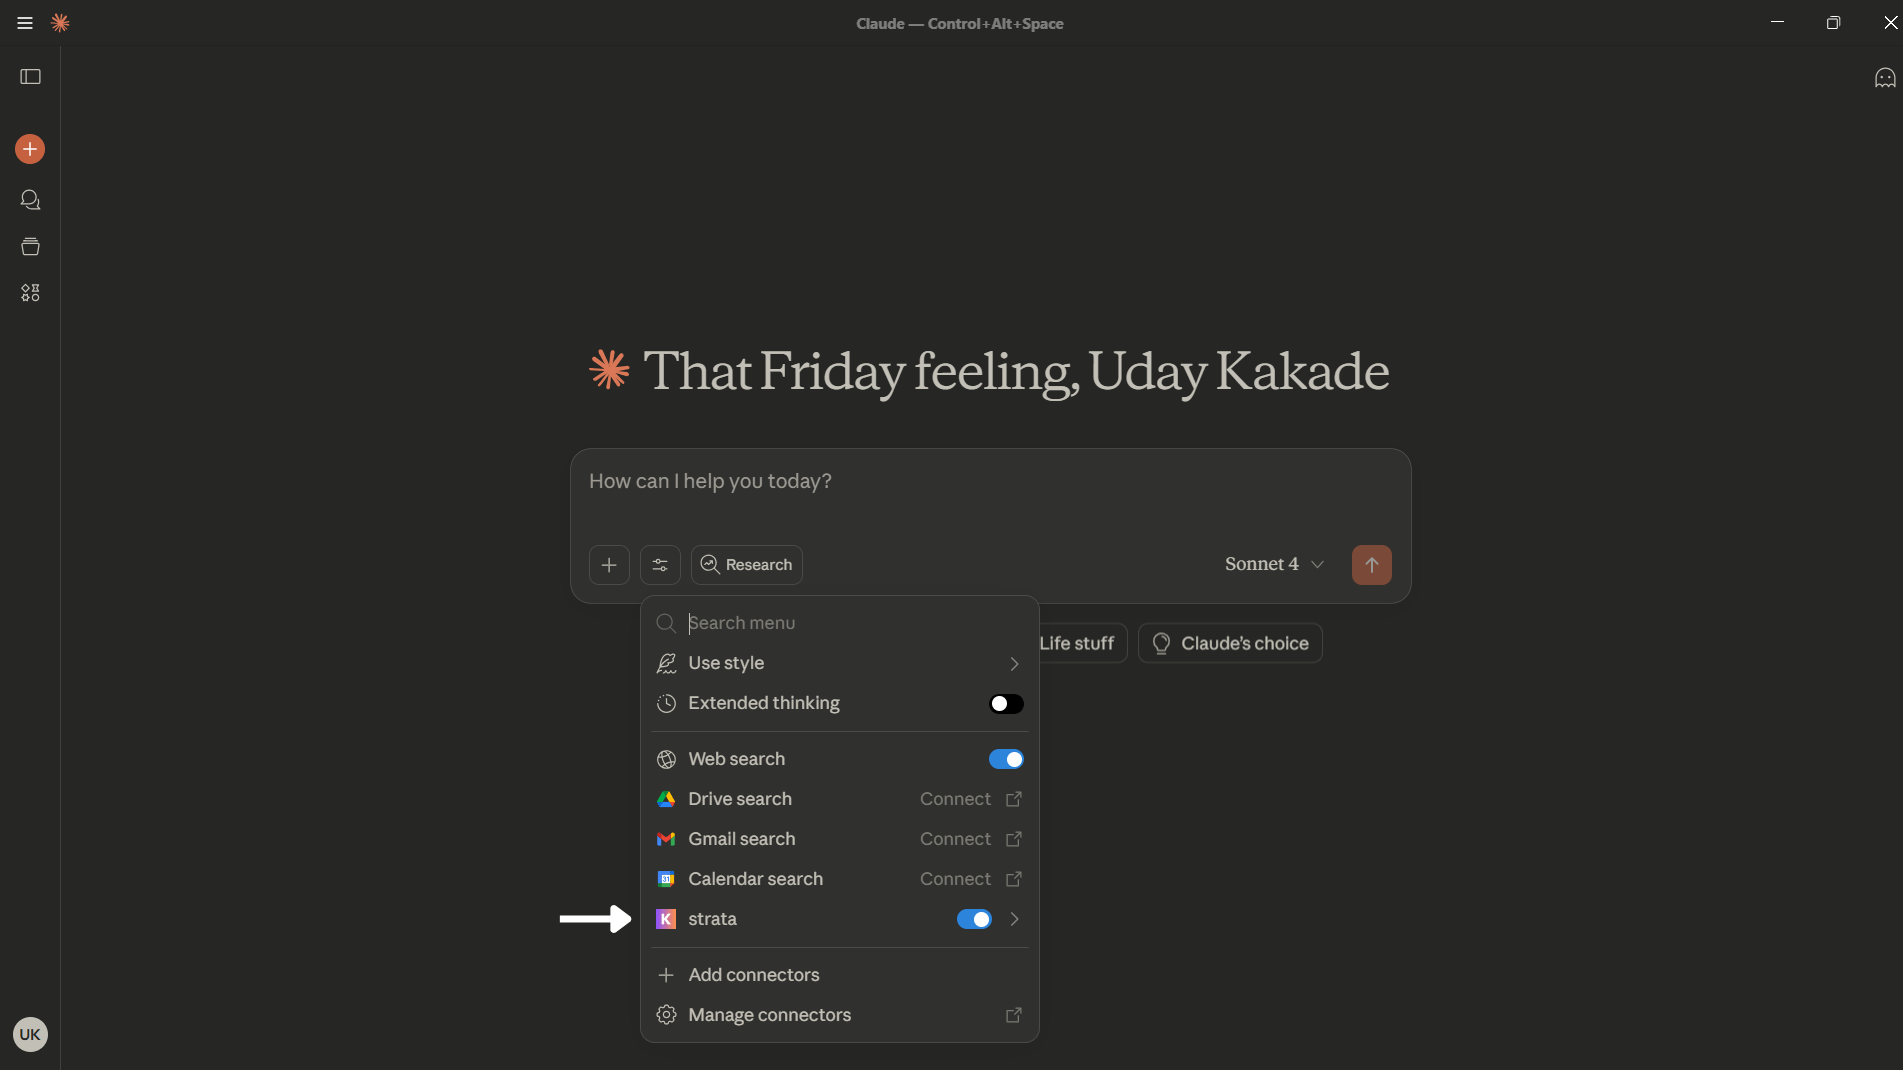 Claude — Control+Alt+Space
That Friday feeling, Uday Kakade
How can I help you today?
Research
Sonnet 4
Search menu
Use style
Extended thinking
Life stuff
Claude's choice
Web search
Drive search Connect
Gmail search Connect
31
Calendar search Connect
K
strata
Add connectors
Manage connectors
UK